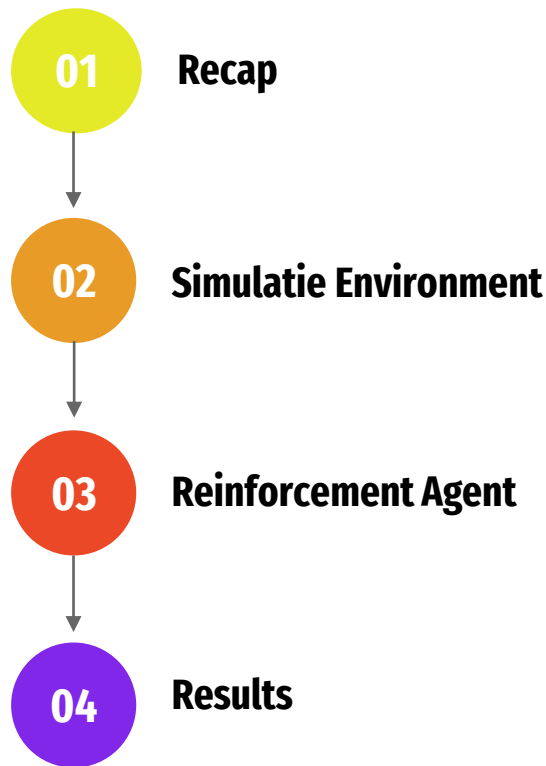 01 Recap
02 Simulatie Environment
03 Reinforcement Agent
04 Results